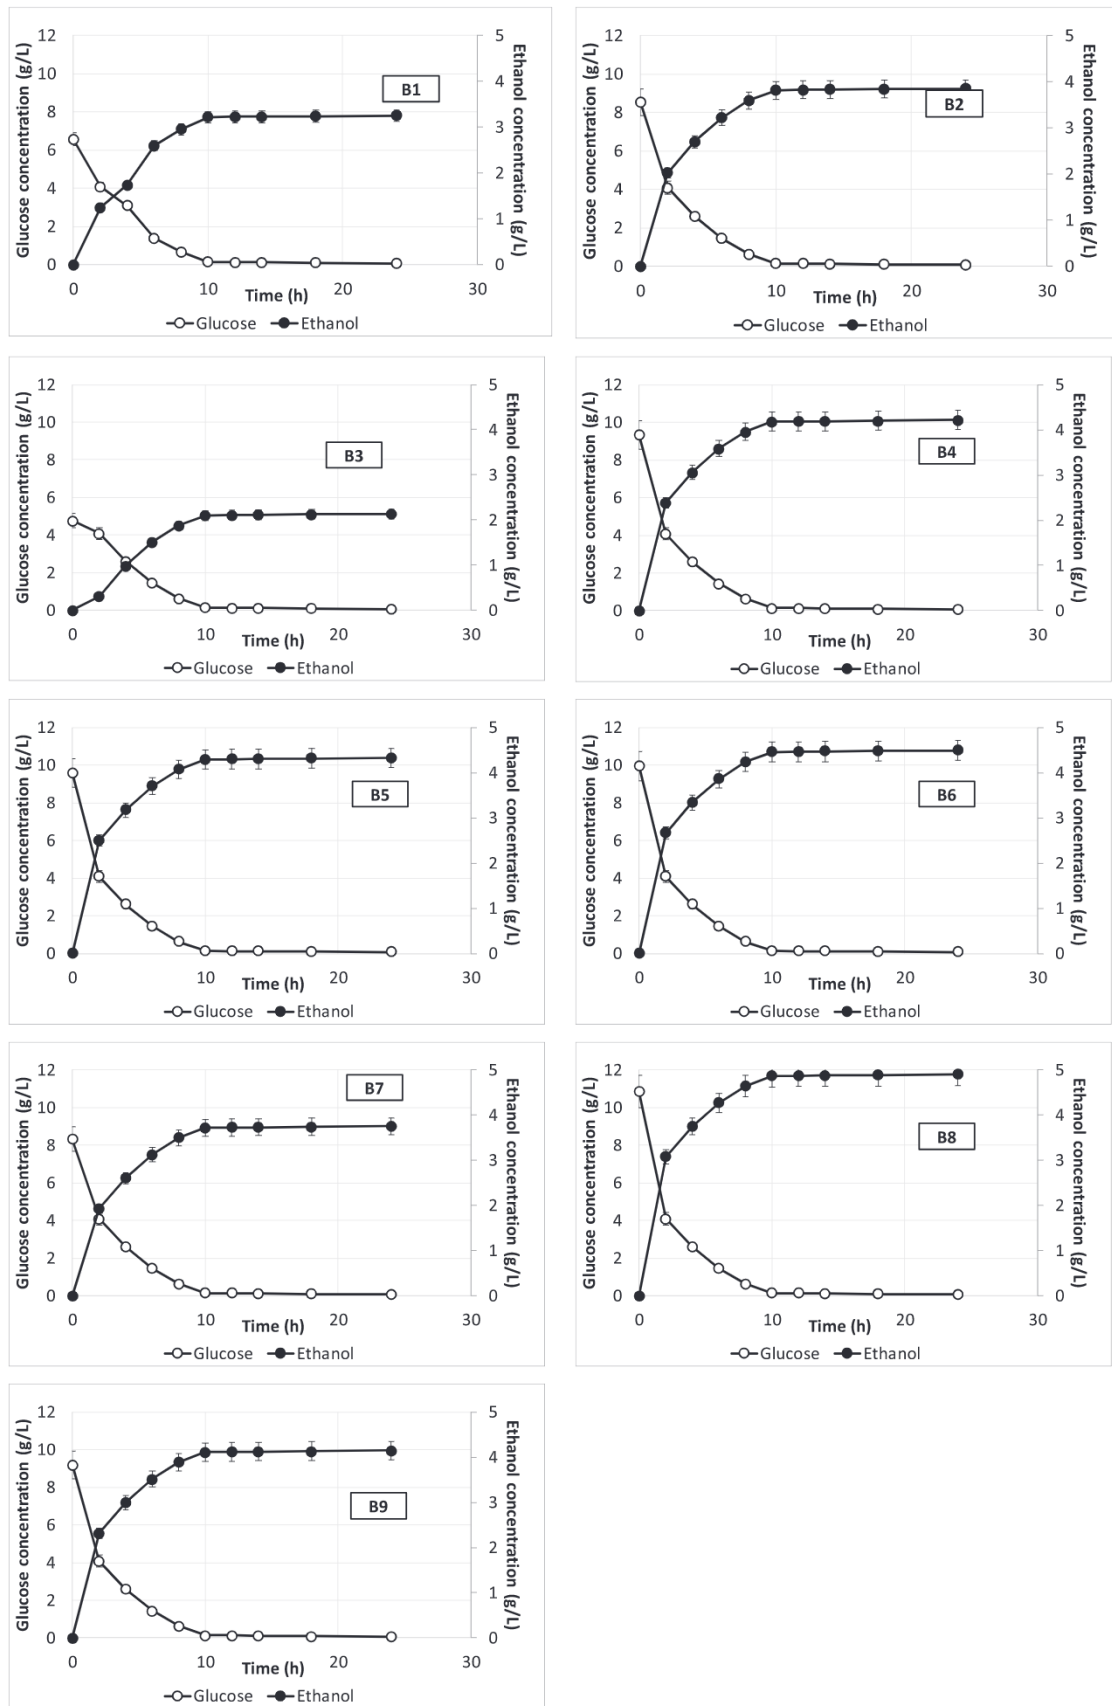 B1
Glucose concentration (g/L)
Ethanol concentration (g/L)
12
10
8
6
4
2
0
5
4
3
2
1
0
0 10 20 30
Time (h)
Glucose Ethanol
B2
Glucose concentration (g/L)
Ethanol concentration (g/L)
12
10
8
6
4
2
0
5
4
3
2
1
0
0 10 20 30
Time (h)
Glucose Ethanol
B3
Glucose concentration (g/L)
Ethanol concentration (g/L)
12
10
8
6
4
2
0
5
4
3
2
1
0
0 10 20 30
Time (h)
Glucose Ethanol
B4
Glucose concentration (g/L)
Ethanol concentration (g/L)
12
10
8
6
4
2
0
5
4
3
2
1
0
0 10 20 30
Time (h)
Glucose Ethanol
B5
Glucose concentration (g/L)
Ethanol concentration (g/L)
12
10
8
6
4
2
0
5
4
3
2
1
0
0 10 20 30
Time (h)
Glucose Ethanol
B6
Glucose concentration (g/L)
Ethanol concentration (g/L)
12
10
8
6
4
2
0
5
4
3
2
1
0
0 10 20 30
Time (h)
Glucose Ethanol
B7
Glucose concentration (g/L)
Ethanol concentration (g/L)
12
10
8
6
4
2
0
5
4
3
2
1
0
0 10 20 30
Time (h)
Glucose Ethanol
B8
Glucose concentration (g/L)
Ethanol concentration (g/L)
12
10
8
6
4
2
0
5
4
3
2
1
0
0 10 20 30
Time (h)
Glucose Ethanol
B9
Glucose concentration (g/L)
Ethanol concentration (g/L)
12
10
8
6
4
2
0
5
4
3
2
1
0
0 10 20 30
Time (h)
Glucose Ethanol